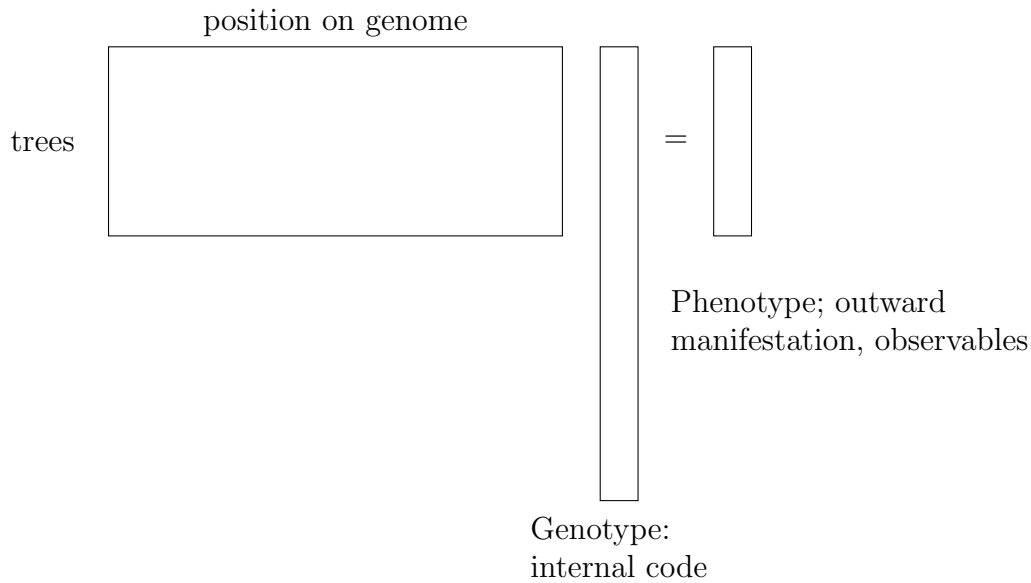 position on genome
trees
=
Phenotype; outward
manifestation, observables
Genotype:
internal code